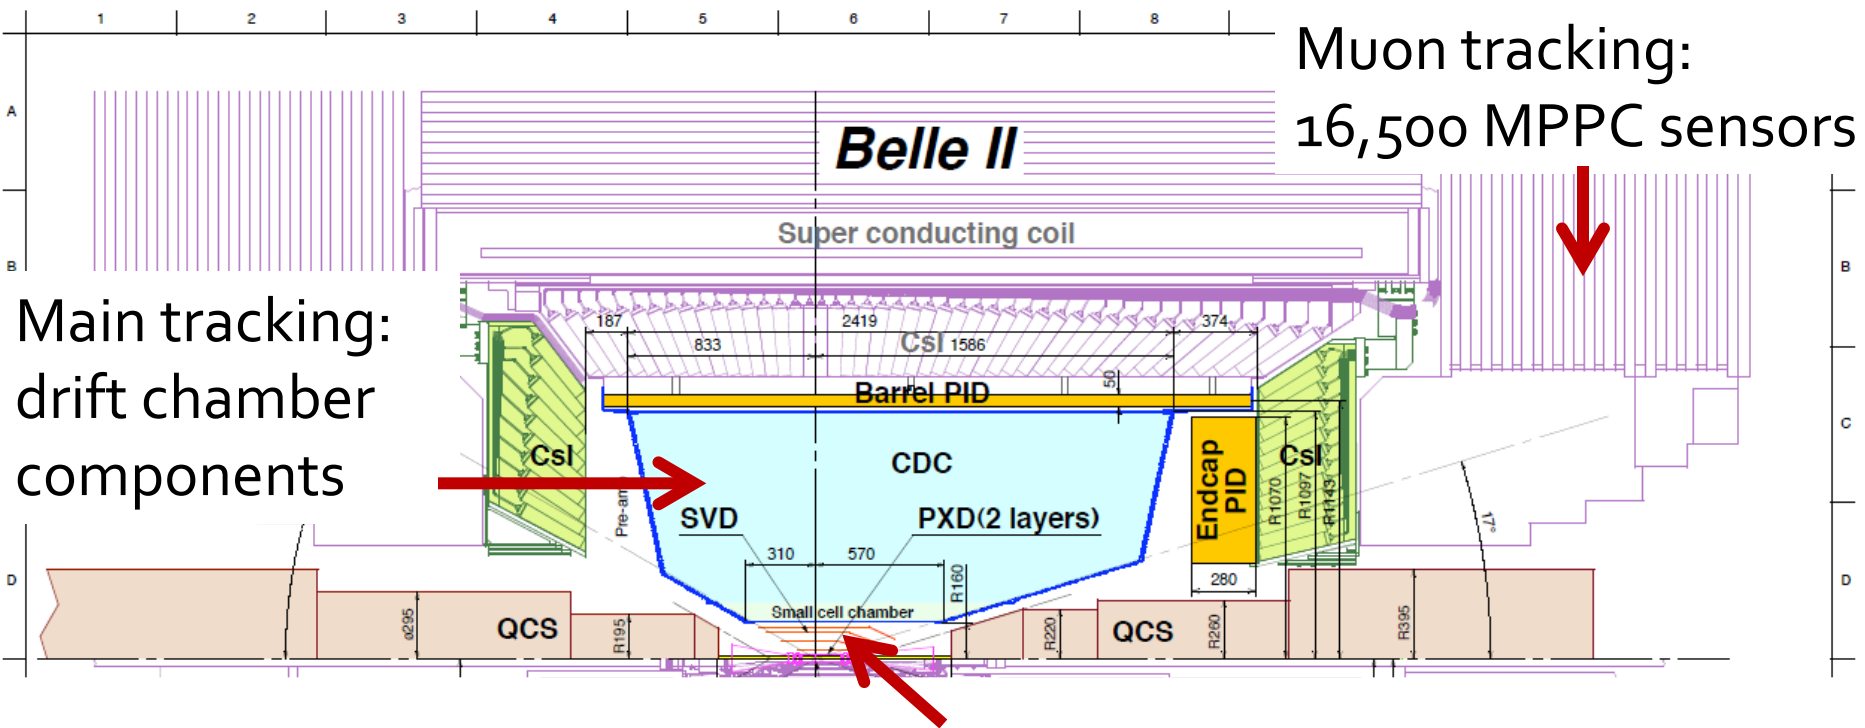 1 2 3 4 5 6 7 8
Muon tracking:
16,500 MPPC sensors
A
Belle II
Super conducting coil
B
B
Main tracking:
drift chamber
components
187
2419
374
833
CsI
1586
50
Barrel PID
C
CsI
CDC
Endcap
PID
CsI
R1070
R1097
R1143
SVD
PXD(2 layers)
17°
310
570
R160
280
D
D
Small cell chamber
ø295
QCS
R195
R220
QCS
R260
R395